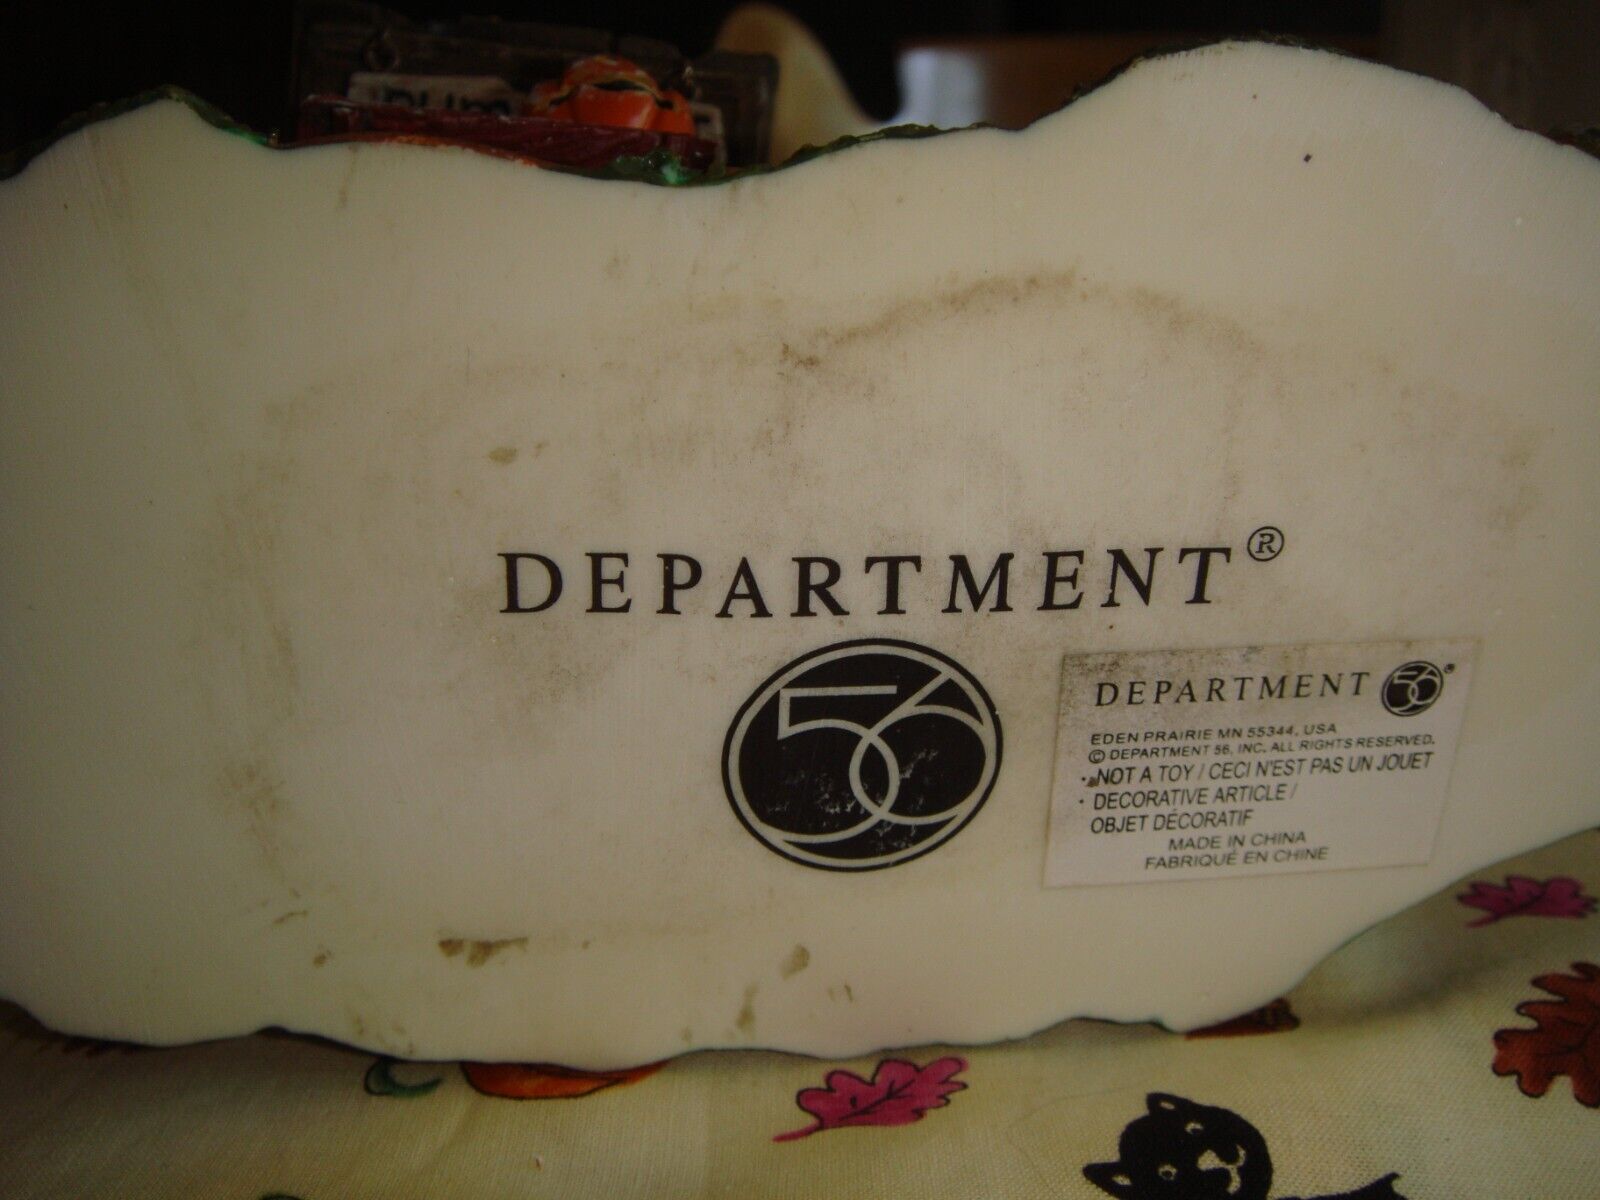 DEPARTMENT®
56
DEPARTMENT 56®
EDEN PRAIRIE MN 55344, USA
© DEPARTMENT 56, INC. ALL RIGHTS RESERVED.
· NOT A TOY / CECI N'EST PAS UN JOUET
· DECORATIVE ARTICLE /
OBJET DÉCORATIF
MADE IN CHINA
FABRIQUÉ EN CHINE